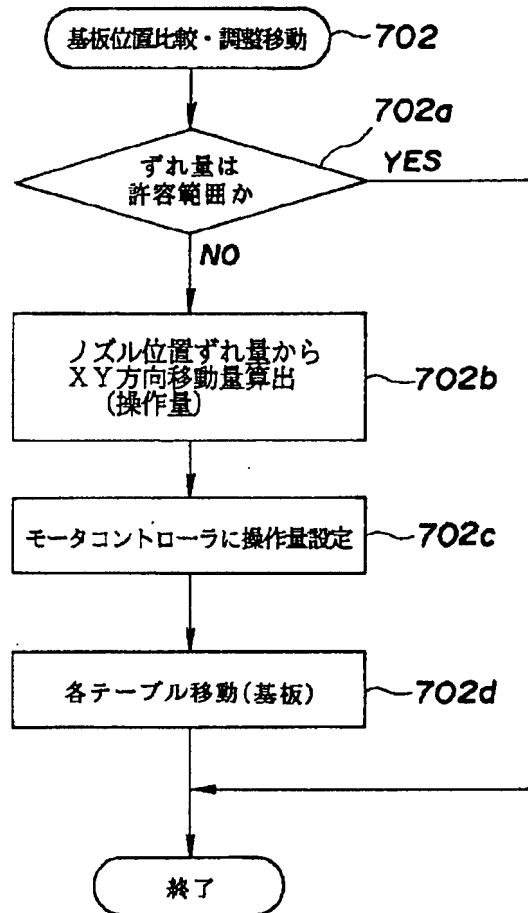 基板位置比較・調整移動
702
702a
ずれ量は
許容範囲か
YES
NO
ノズル位置ずれ量から
XY方向移動量算出
(操作量)
702b
モータコントローラに操作量設定
702c
各テーブル移動(基板)
702d
終了